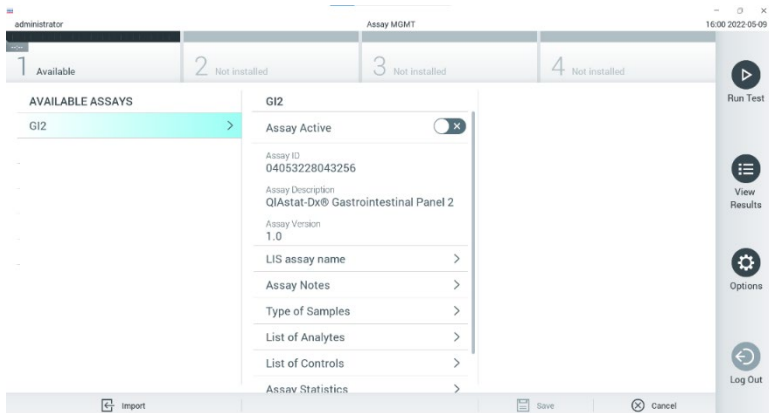 administrator
Assay MGMT
16:00 2022-05-09
1 Available
2 Not installed
3 Not installed
4 Not installed
AVAILABLE ASSAYS
GI2
GI2
Assay Active
Assay ID
04053228043256
Assay Description
QIAstat-Dx® Gastrointestinal Panel 2
Assay Version
1.0
LIS assay name
Assay Notes
Type of Samples
List of Analytes
List of Controls
Assay Statistics
Run Test
View
Results
Options
Log Out
Import
Save
Cancel